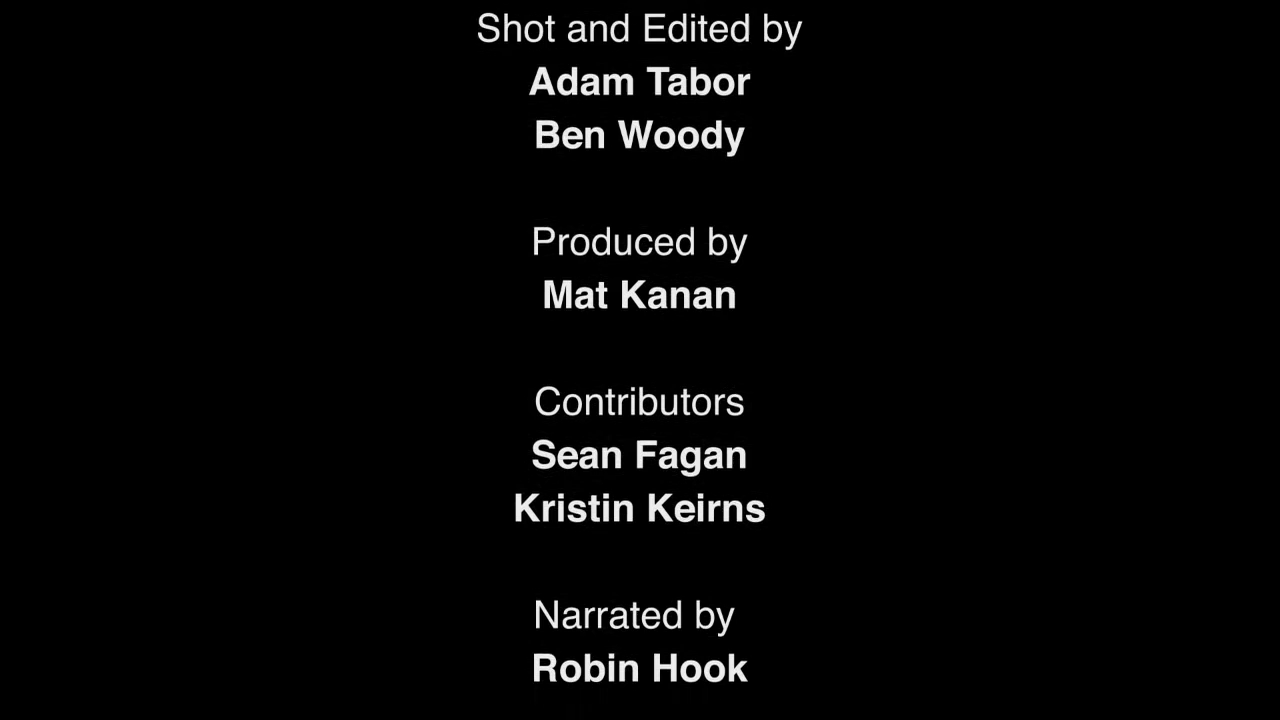 Shot and Edited by
Adam Tabor
Ben Woody
Produced by
Mat Kanan
Contributors
Sean Fagan
Kristin Keirns
Narrated by
Robin Hook